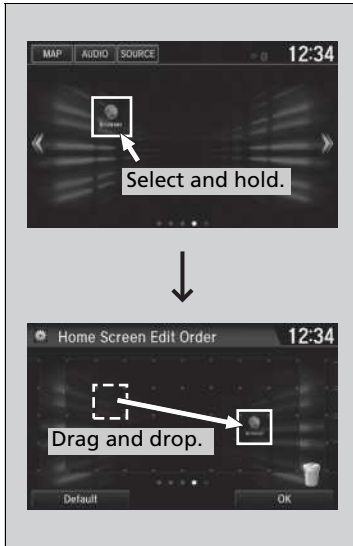 MAP AUDIO SOURCE 12:34
Select and hold.
Home Screen Edit Order 12:34
Drag and drop.
Default OK